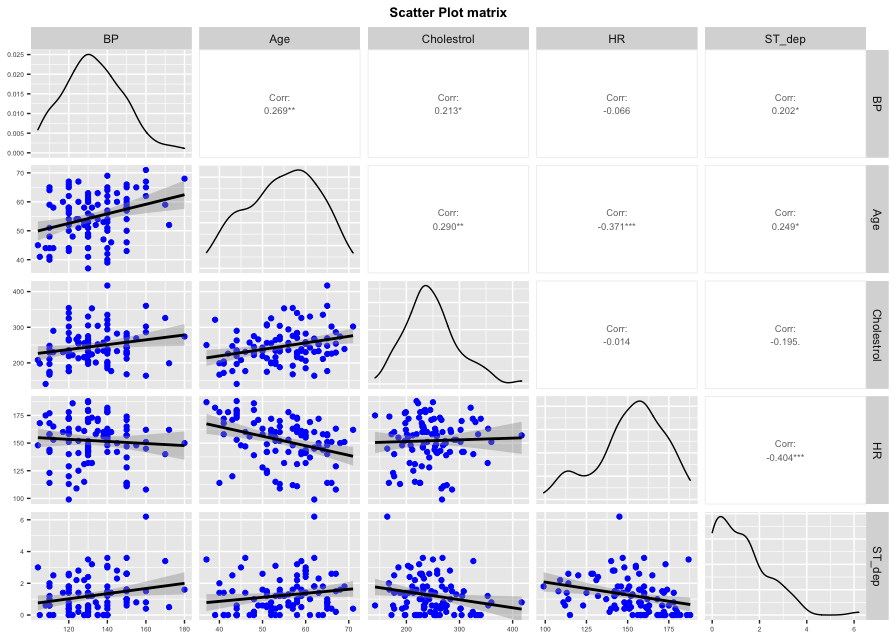 Scatter Plot matrix
BP Age Cholestrol HR ST_dep
0.025
0.020
0.015
0.010
0.005
0.000
Corr:
0.269**
Corr:
0.213*
Corr:
-0.066
Corr:
0.202*
BP
70
60
50
40
Corr:
0.290**
Corr:
-0.371***
Corr:
0.249*
Age
400
300
200
Corr:
-0.014
Corr:
-0.195.
Cholestrol
175
150
125
100
Corr:
-0.404***
HR
6
4
2
0
ST_dep
120 140 160 180 40 50 60 70 200 300 400 100 125 150 175 0 2 4 6